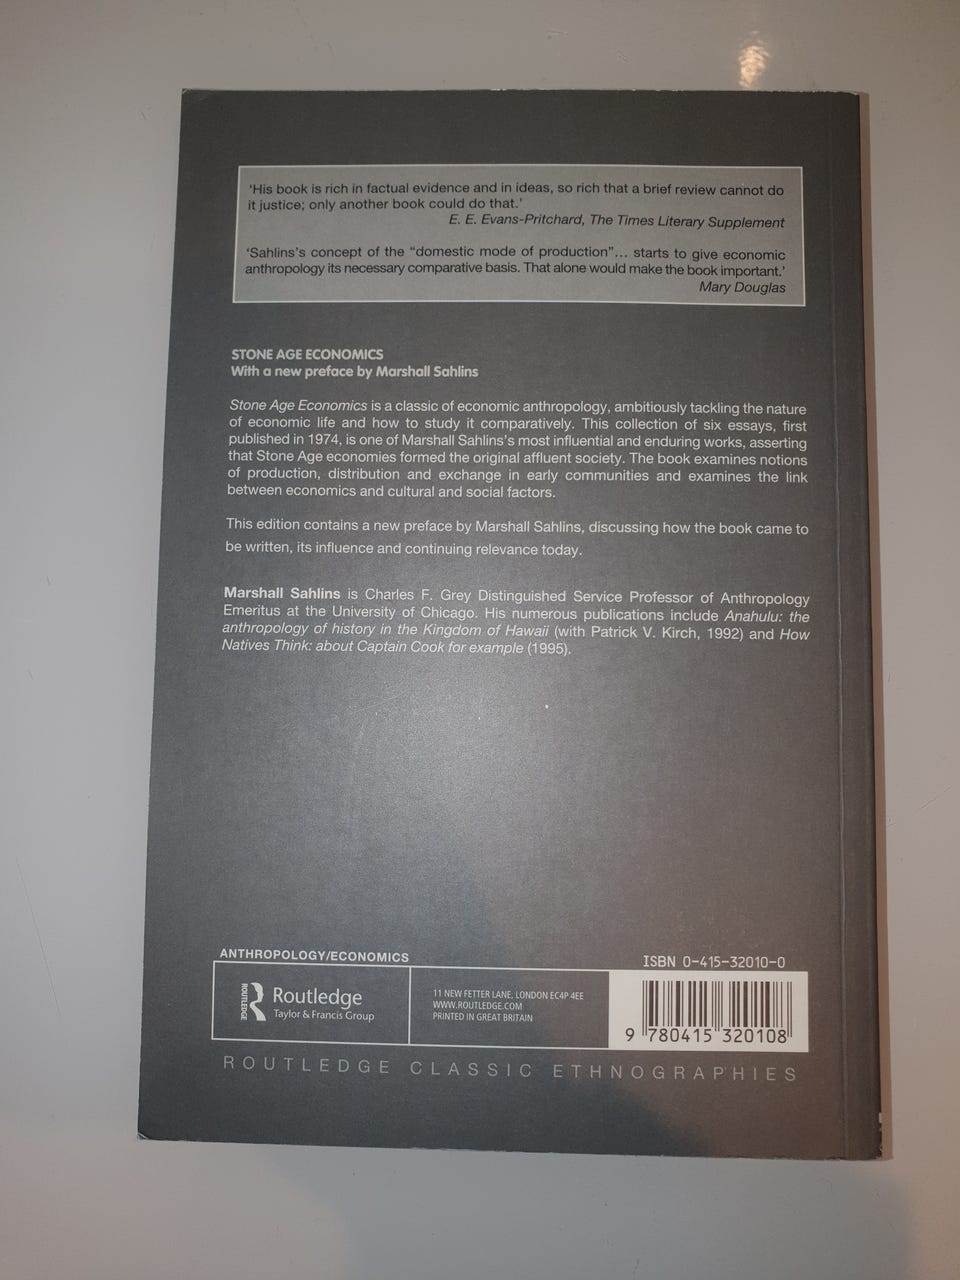 'His book is rich in factual evidence and in ideas, so rich that a brief review cannot do
it justice; only another book could do that.'
E. E. Evans-Pritchard, The Times Literary Supplement
'Sahlins's concept of the "domestic mode of production"... starts to give economic
anthropology its necessary comparative basis. That alone would make the book important.'
Mary Douglas
STONE AGE ECONOMICS
With a new preface by Marshall Sahlins
Stone Age Economics is a classic of economic anthropology, ambitiously tackling the nature
of economic life and how to study it comparatively. This collection of six essays, first
published in 1974, is one of Marshall Sahlins's most influential and enduring works, asserting
that Stone Age economies formed the original affluent society. The book examines notions
of production, distribution and exchange in early communities and examines the link
between economics and cultural and social factors.
This edition contains a new preface by Marshall Sahlins, discussing how the book came to
be written, its influence and continuing relevance today.
Marshall Sahlins is Charles F. Grey Distinguished Service Professor of Anthropology
Emeritus at the University of Chicago. His numerous publications include Anahulu: the
anthropology of history in the Kingdom of Hawaii (with Patrick V. Kirch, 1992) and How
Natives Think: about Captain Cook for example (1995).
ANTHROPOLOGY/ECONOMICS
ISBN 0-415-32010-0
ROUTLEDGE
Routledge
Taylor & Francis Group
11 NEW FETTER LANE, LONDON EC4P 4EE
WWW.ROUTLEDGE.COM
PRINTED IN GREAT BRITAIN
9 780415 320108
ROUTLEDGE CLASSIC ETHNOGRAPHIES